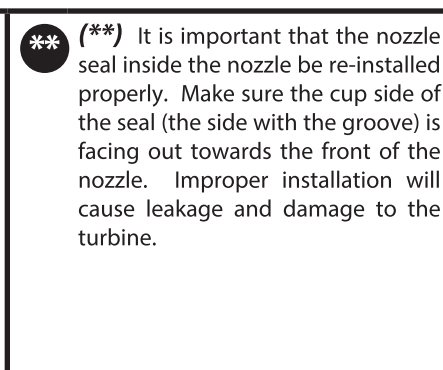 ** (**) It is important that the nozzle
seal inside the nozzle be re-installed
properly. Make sure the cup side of
the seal (the side with the groove) is
facing out towards the front of the
nozzle. Improper installation will
cause leakage and damage to the
turbine.